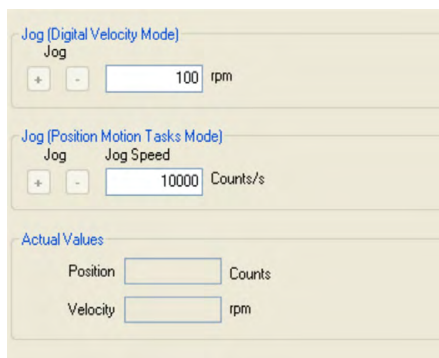 Jog (Digital Velocity Mode)
Jog
+ - 100 rpm
Jog (Position Motion Tasks Mode)
Jog Jog Speed
+ - 10000 Counts/s
Actual Values
Position Counts
Velocity rpm